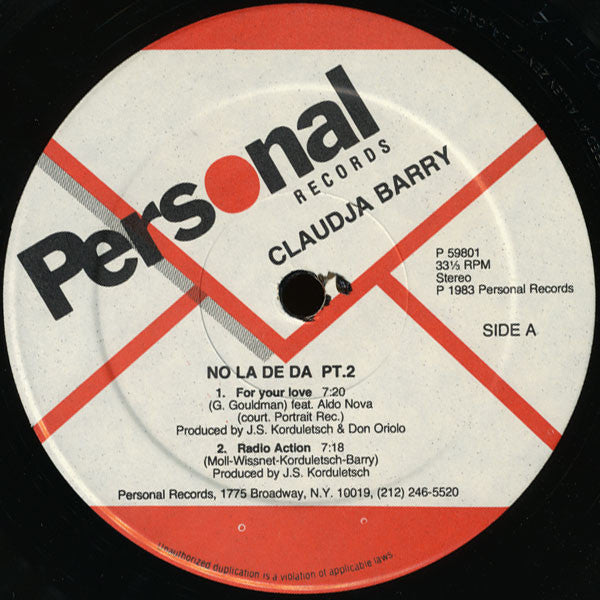 Personal
RECORDS
CLAUDJA BARRY
P 59801
33⅓ RPM
Stereo
P 1983 Personal Records
SIDE A
NO LA DE DA PT.2
1. For your love 7:20
(G. Gouldman) feat. Aldo Nova
(court. Portrait Rec.)
Produced by J.S. Korduletsch & Don Oriolo
2. Radio Action 7:18
(Moll-Wissnet-Korduletsch-Barry)
Produced by J.S. Korduletsch
Personal Records, 1775 Broadway, N.Y. 10019, (212) 246-5520
Unauthorized duplication is a violation of applicable laws.